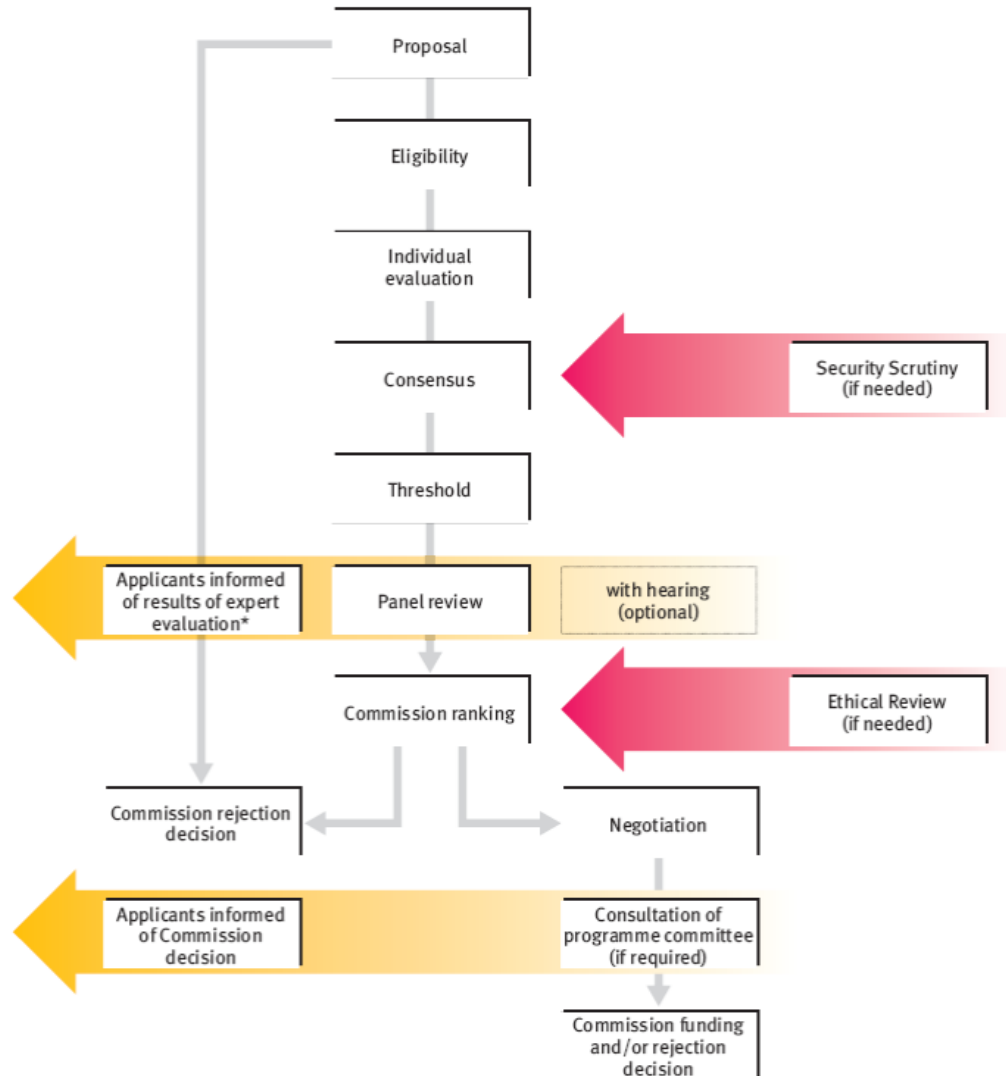 Proposal
Eligibility
Individual
evaluation
Consensus
Security Scrutiny
(if needed)
Threshold
Applicants informed
of results of expert
evaluation*
Panel review
with hearing
(optional)
Commission ranking
Ethical Review
(if needed)
Commission rejection
decision
Negotiation
Applicants informed
of Commission
decision
Consultation of
programme committee
(if required)
Commission funding
and/or rejection
decision